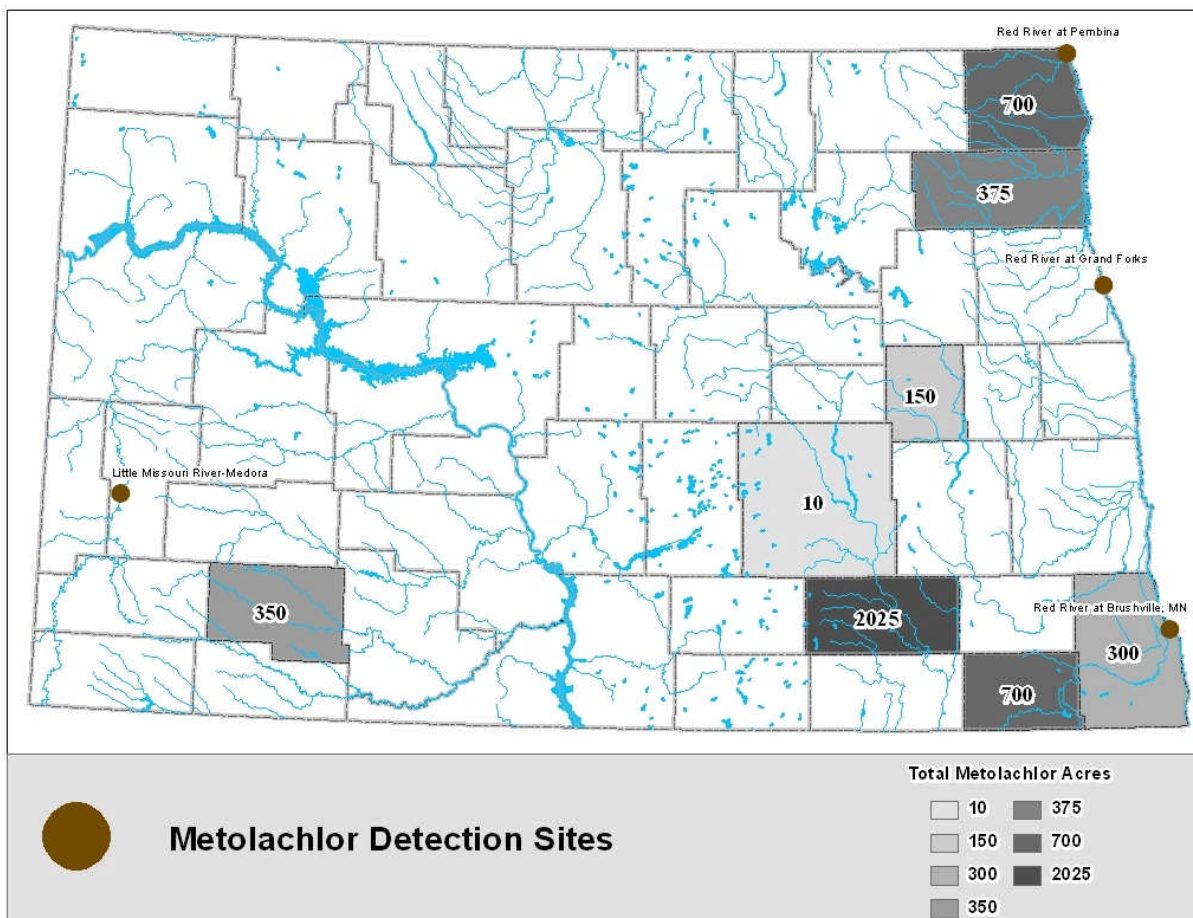 Red River at Pembina
700
375
Red River at Grand Forks
150
Little Missouri River-Medora
10
350
2025
Red River at Brushville, MN
300
700
Total Metolachlor Acres
10 375
150 700
300 2025
350
Metolachlor Detection Sites